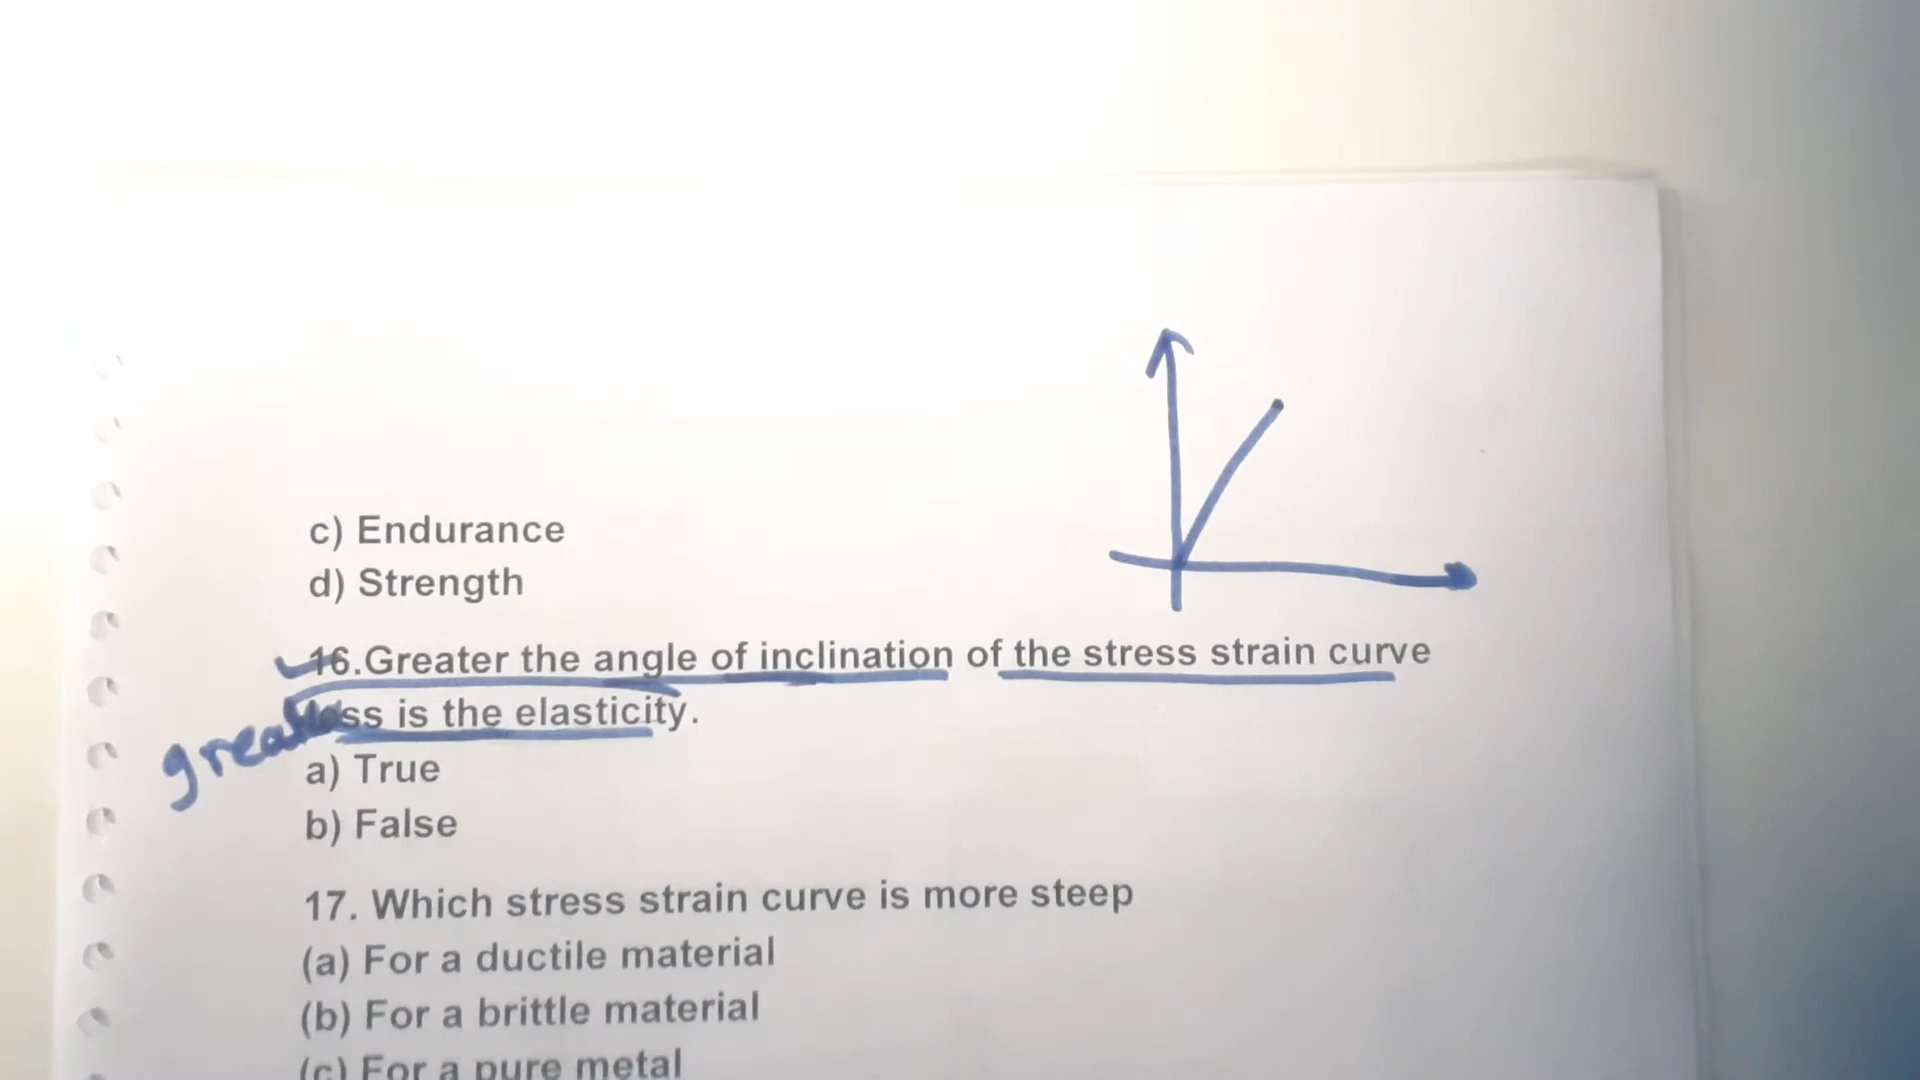 c) Endurance
d) Strength
16.Greater the angle of inclination of the stress strain curve
less is the elasticity.
a) True
b) False
17. Which stress strain curve is more steep
(a) For a ductile material
(b) For a brittle material
(c) For a pure metal